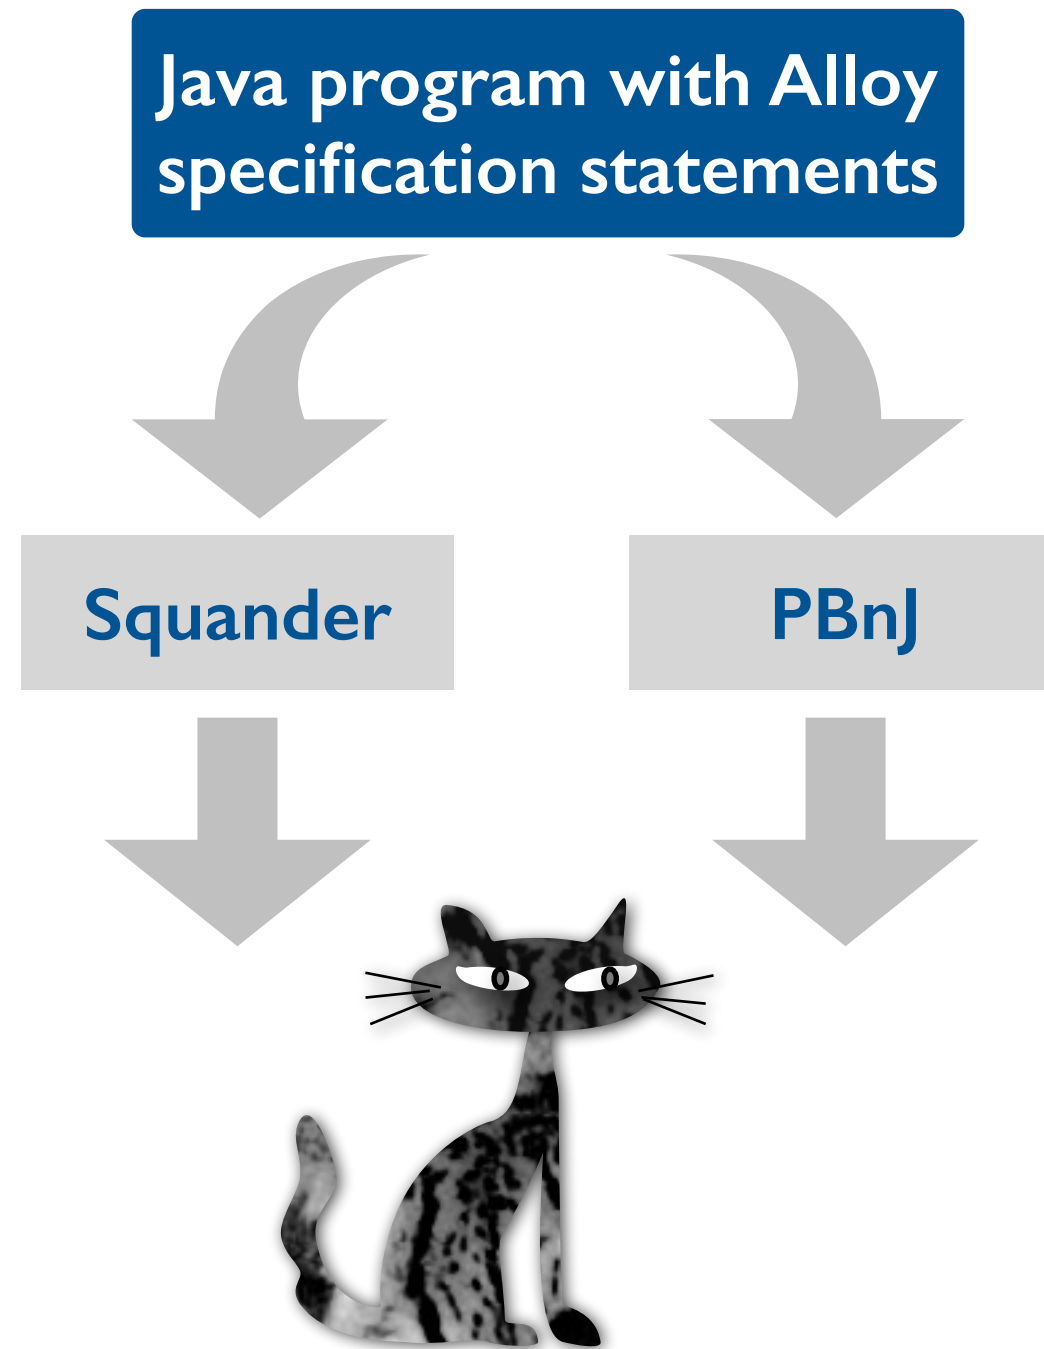 Java program with Alloy
specification statements
Squander
PBnJ